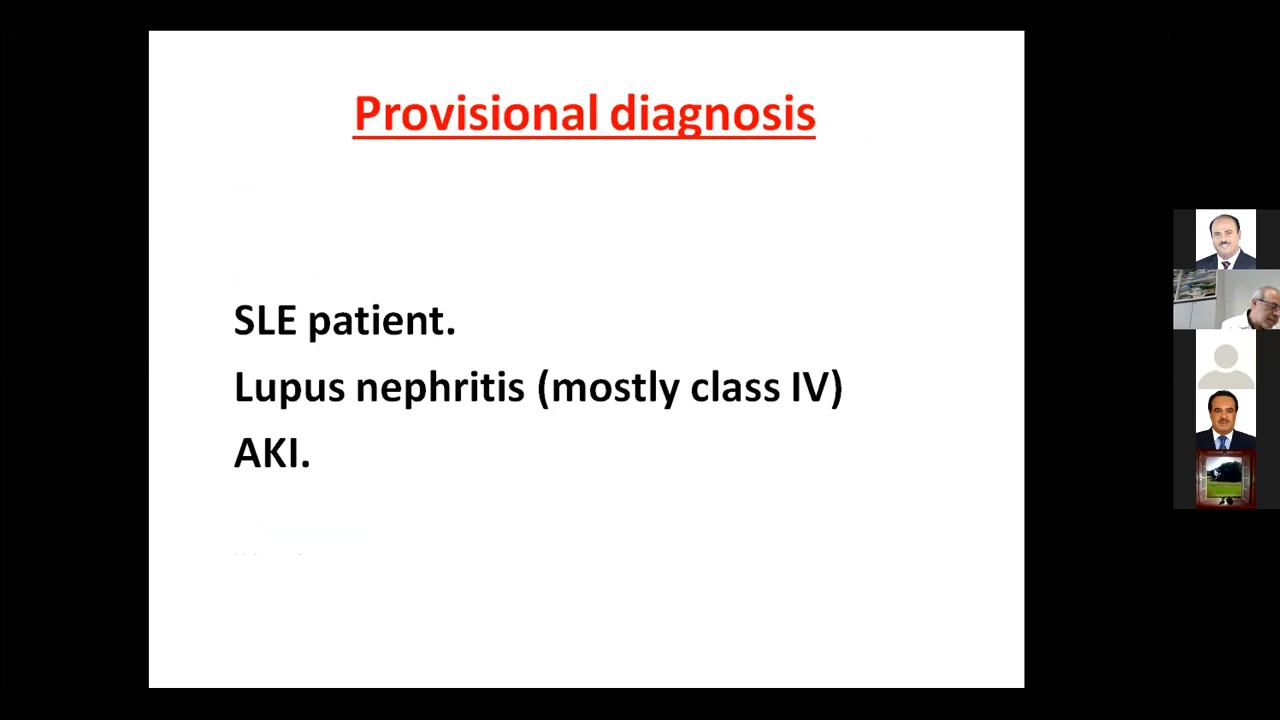 Provisional diagnosis
SLE patient.
Lupus nephritis (mostly class IV)
AKI.